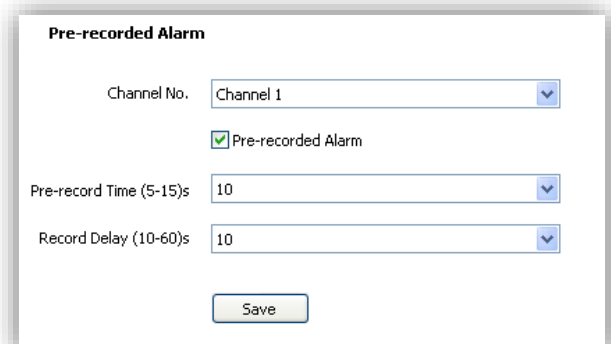 Pre-recorded Alarm
Channel No. Channel 1
Pre-recorded Alarm
Pre-record Time (5-15)s 10
Record Delay (10-60)s 10
Save